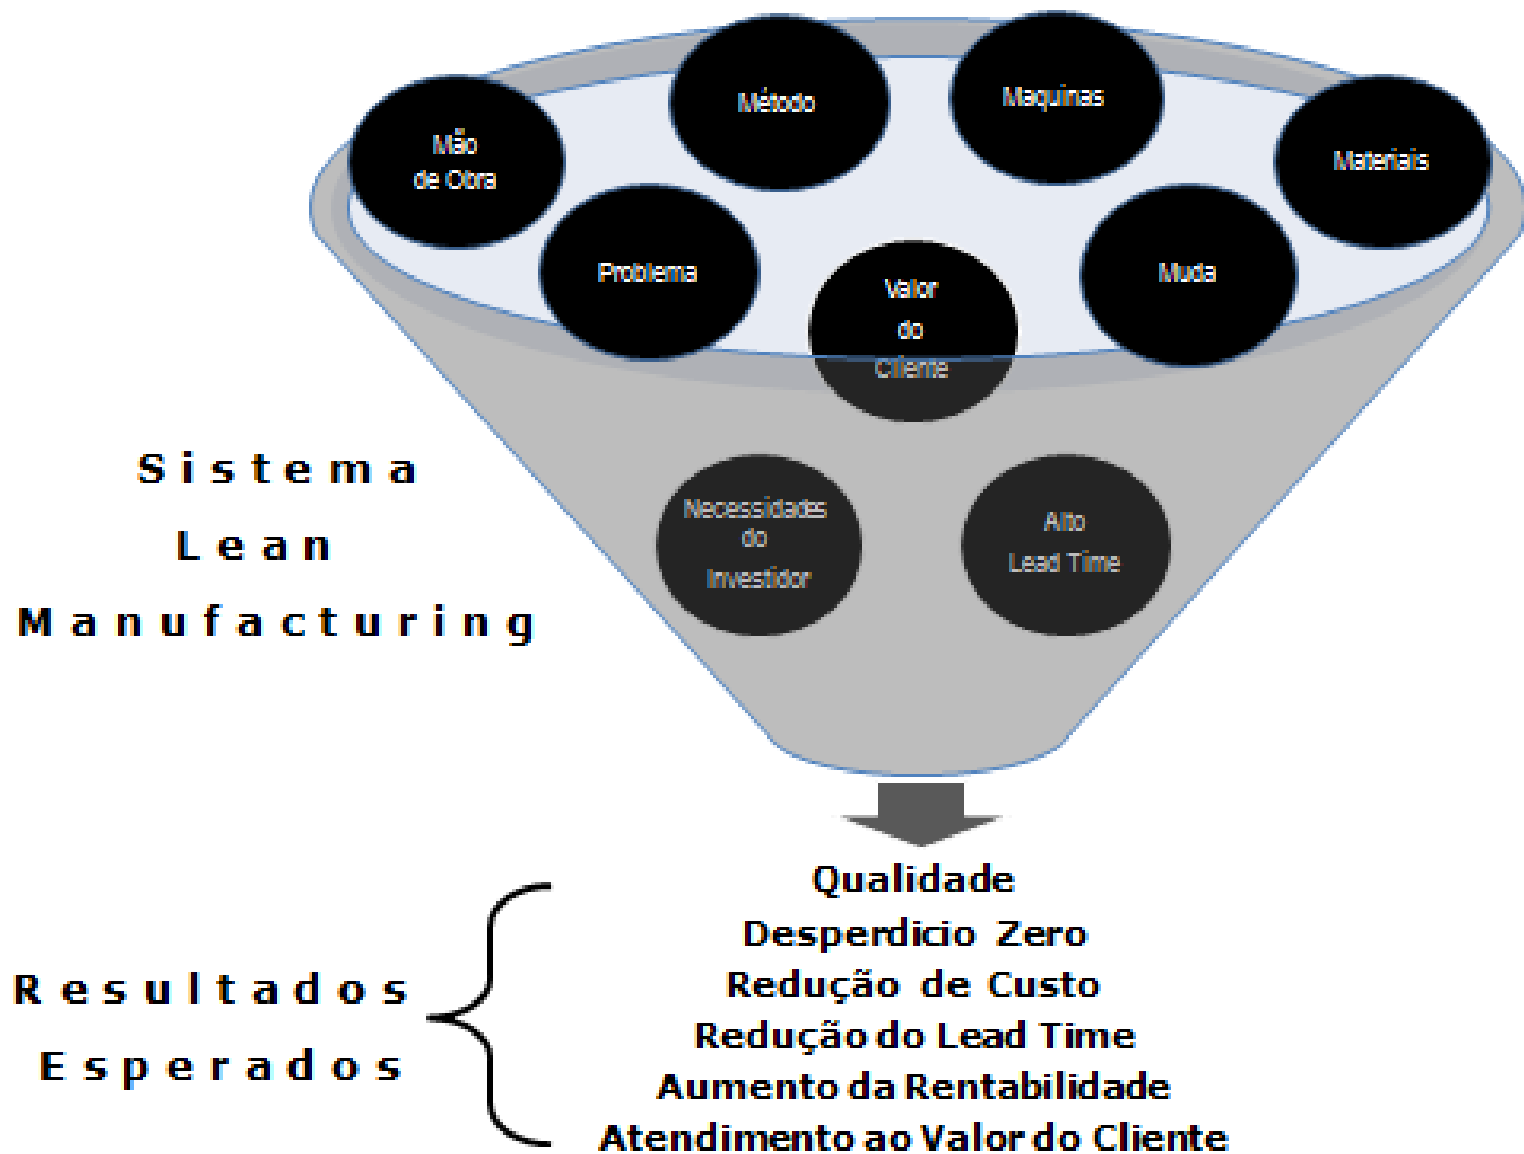 Método
Maquinas
Mão
de Obra
Materiais
Problema
Valor
do
Cliente
Muda
Necessidades
do
Investidor
Alto
Lead Time
Sistema
Lean
Manufacturing
Qualidade
Desperdicio Zero
Redução de Custo
Redução do Lead Time
Aumento da Rentabilidade
Atendimento ao Valor do Cliente
Resultados
Esperados